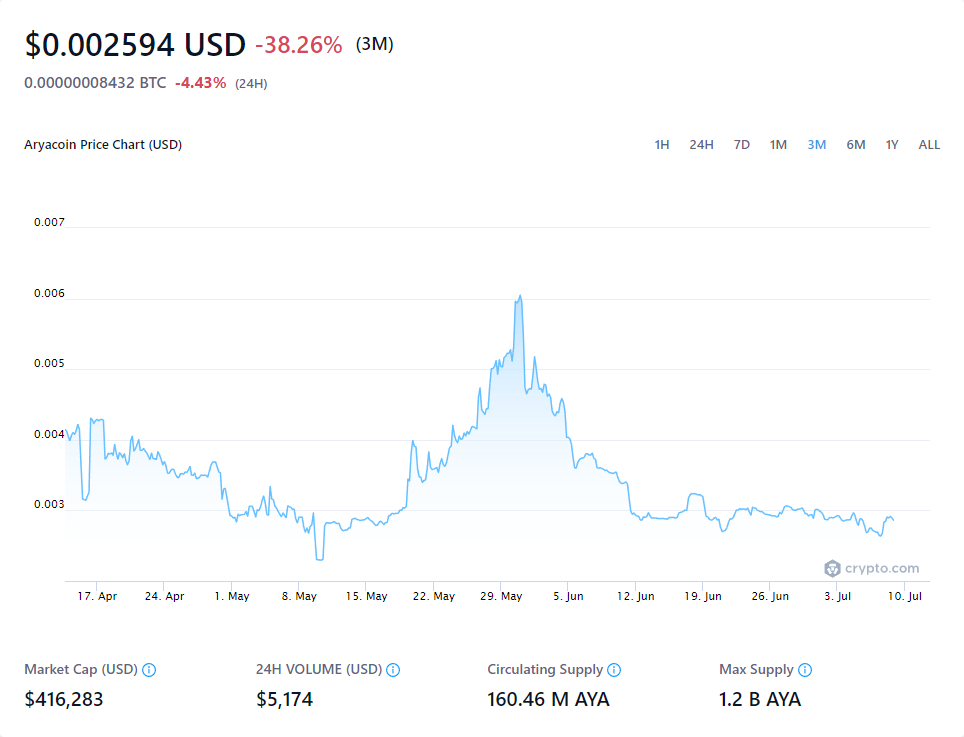 $0.002594 USD -38.26% (3M)
0.00000008432 BTC -4.43% (24H)
Aryacoin Price Chart (USD) 1H 24H 7D 1M 3M 6M 1Y ALL
0.007
0.006
0.005
0.004
0.003
crypto.com
17. Apr 24. Apr 1. May 8. May 15. May 22. May 29. May 5. Jun 12. Jun 19. Jun 26. Jun 3. Jul 10. Jul
Market Cap (USD) 24H VOLUME (USD) Circulating Supply Max Supply
$416,283 $5,174 160.46 M AYA 1.2 B AYA